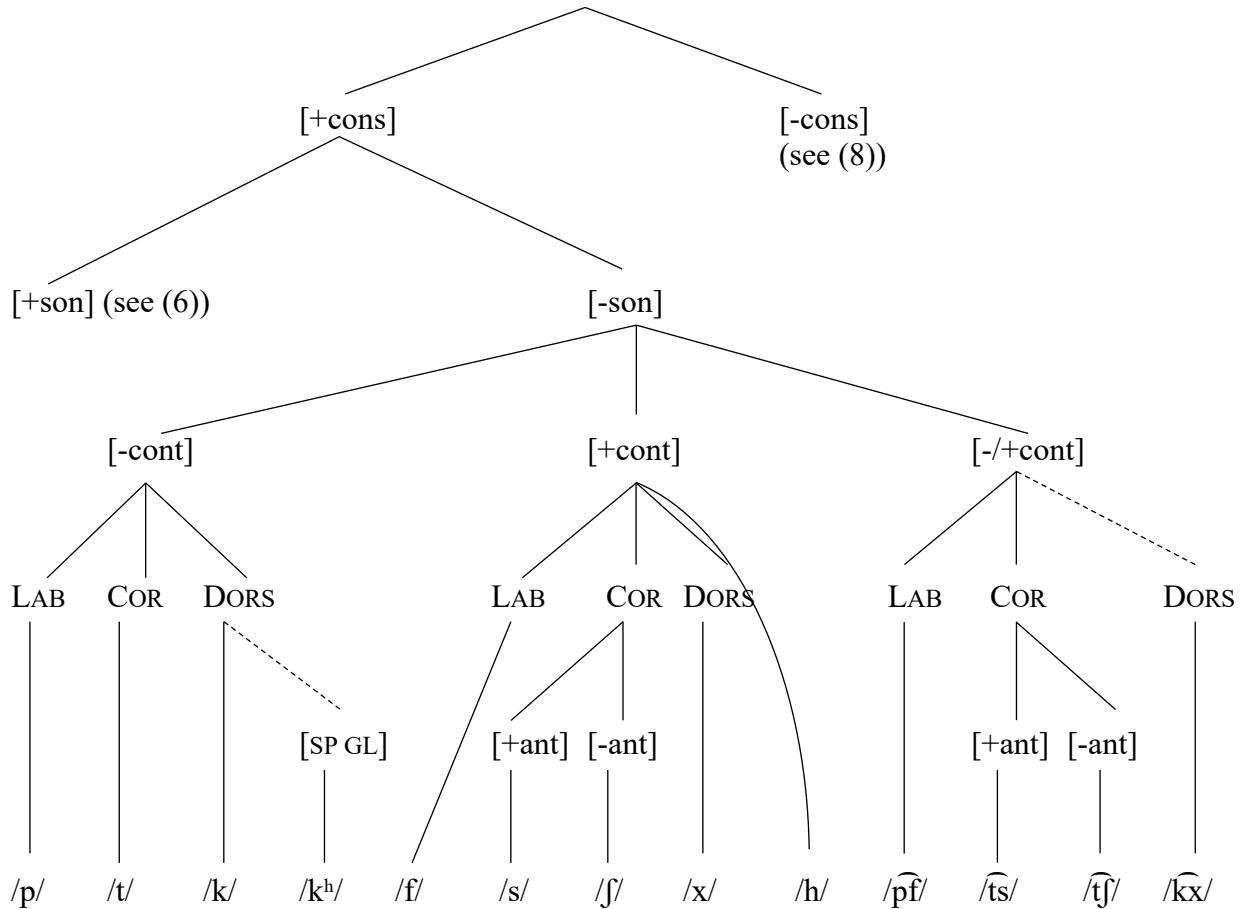 [+cons] [-cons]
(see (8))
[+son] (see (6)) [-son]
[-cont] [+cont] [-/+cont]
LAB COR DORS LAB COR DORS LAB COR DORS
[SP GL] [+ant] [-ant] [+ant] [-ant]
/p/ /t/ /k/ /kʰ/ /f/ /s/ /ʃ/ /x/ /h/ /p͡f/ /t͡s/ /t͡ʃ/ /k͡x/